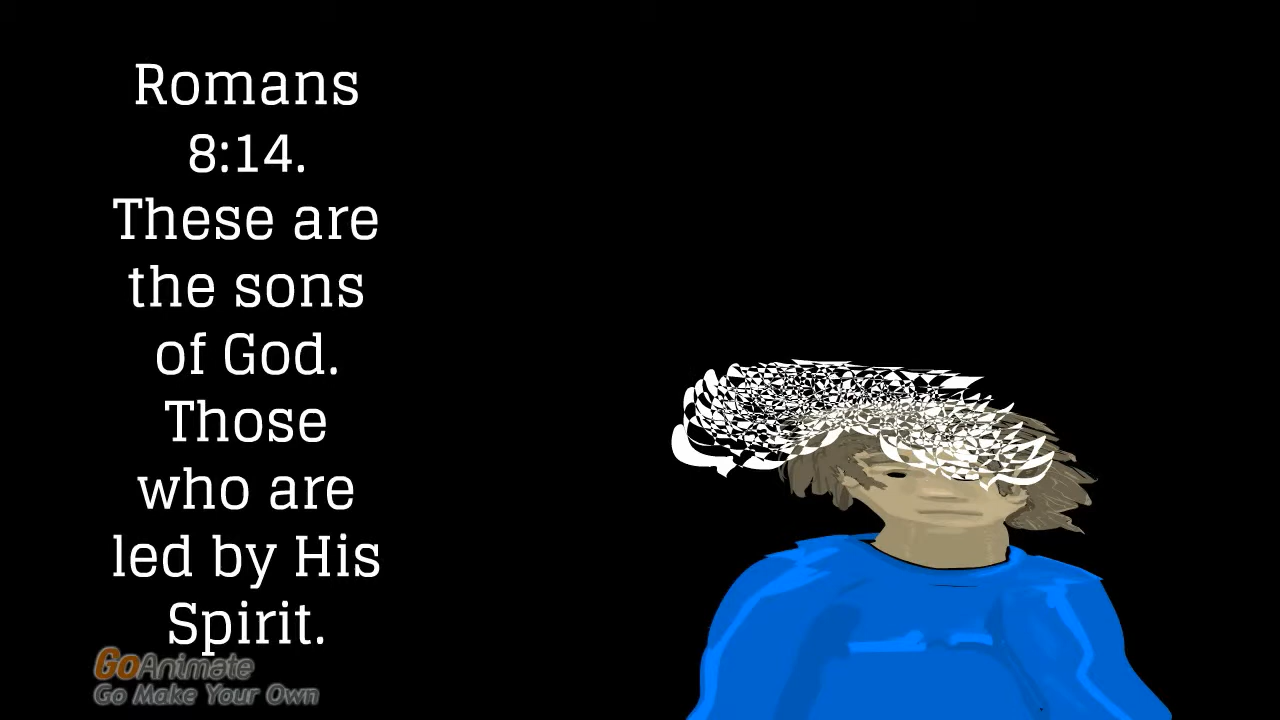 Romans
8:14.
These are
the sons
of God.
Those
who are
led by His
Spirit.
GoAnimate
Go Make Your Own